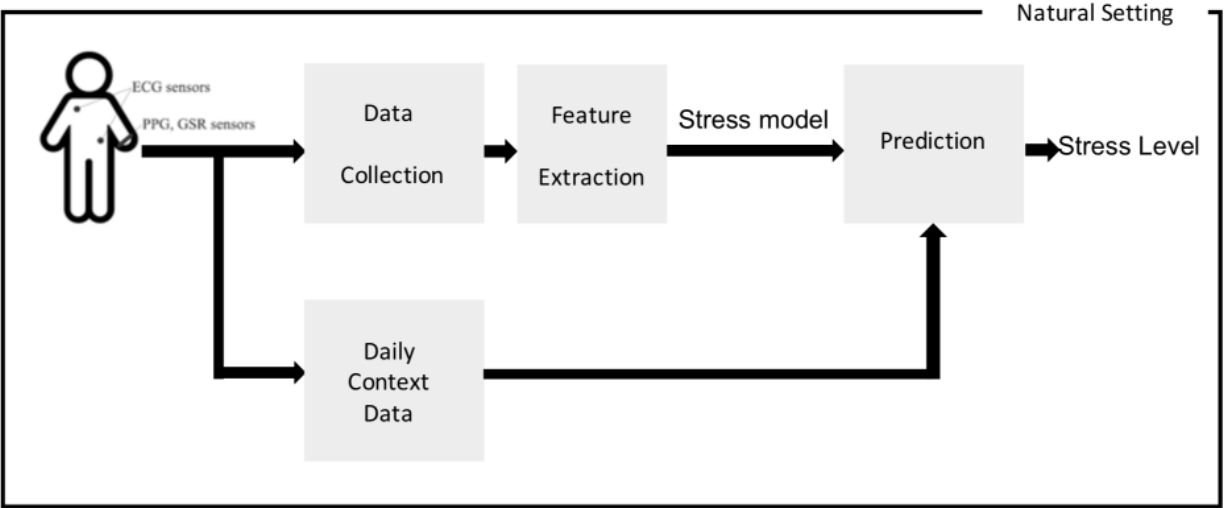 Natural Setting
ECG sensors
PPG, GSR sensors
Data
Collection
Feature
Extraction
Stress model
Prediction
Stress Level
Daily
Context
Data